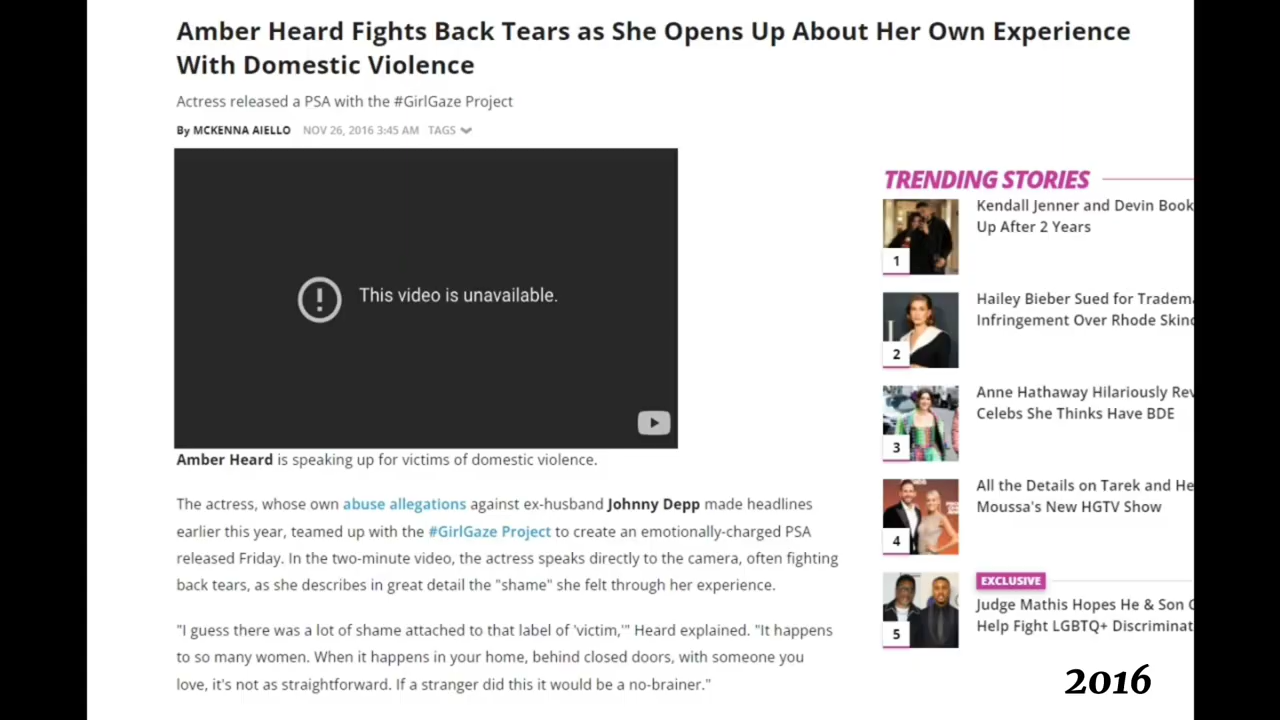 Amber Heard Fights Back Tears as She Opens Up About Her Own Experience
With Domestic Violence
Actress released a PSA with the #GirlGaze Project
By MCKENNA AIELLO NOV 26, 2016 3:45 AM TAGS
This video is unavailable.
Amber Heard is speaking up for victims of domestic violence.
The actress, whose own abuse allegations against ex-husband Johnny Depp made headlines
earlier this year, teamed up with the #GirlGaze Project to create an emotionally-charged PSA
released Friday. In the two-minute video, the actress speaks directly to the camera, often fighting
back tears, as she describes in great detail the "shame" she felt through her experience.
"I guess there was a lot of shame attached to that label of 'victim,'" Heard explained. "It happens
to so many women. When it happens in your home, behind closed doors, with someone you
love, it's not as straightforward. If a stranger did this it would be a no-brainer."
TRENDING STORIES
Kendall Jenner and Devin Book
Up After 2 Years
1
Hailey Bieber Sued for Tradema
Infringement Over Rhode Skinc
2
Anne Hathaway Hilariously Rev
Celebs She Thinks Have BDE
3
All the Details on Tarek and He
Moussa's New HGTV Show
4
EXCLUSIVE
Judge Mathis Hopes He & Son C
Help Fight LGBTQ+ Discriminat
5
2016